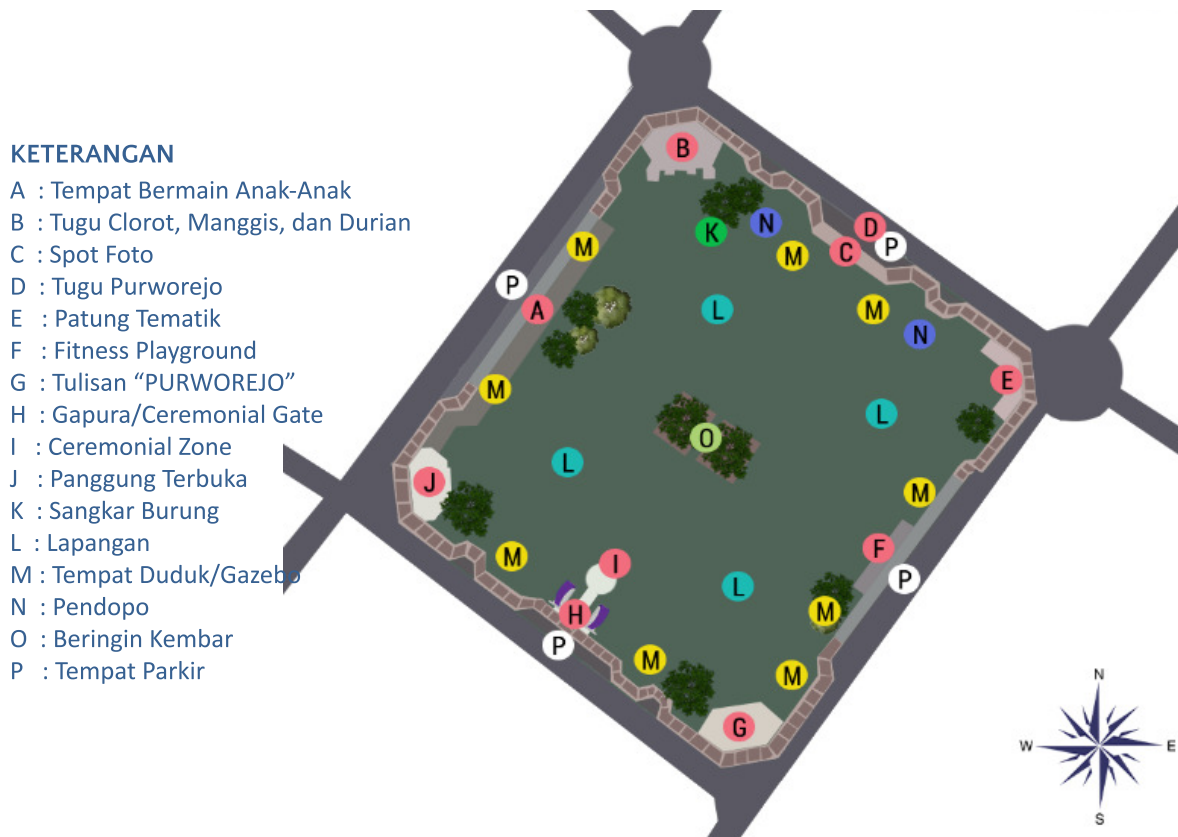 KETERANGAN
A : Tempat Bermain Anak-Anak
B : Tugu Clorot, Manggis, dan Durian
C : Spot Foto
D : Tugu Purworejo
E : Patung Tematik
F : Fitness Playground
G : Tulisan “PURWOREJO”
H : Gapura/Ceremonial Gate
I : Ceremonial Zone
J : Panggung Terbuka
K : Sangkar Burung
L : Lapangan
M : Tempat Duduk/Gazebo
N : Pendopo
O : Beringin Kembar
P : Tempat Parkir
B
K
N
D
M
M
C
P
P
A
L
M
N
M
E
L
O
L
J
M
M
F
I
L
P
H
M
P
M
M
G
N
W
E
S